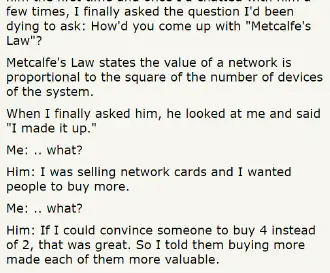 few times, I finally asked the question I'd been
dying to ask: How'd you come up with "Metcalfe's
Law"?
Metcalfe's Law states the value of a network is
proportional to the square of the number of devices
of the system.
When I finally asked him, he looked at me and said
"I made it up."
Me: .. what?
Him: I was selling network cards and I wanted
people to buy more.
Me: .. what?
Him: If I could convince someone to buy 4 instead
of 2, that was great. So I told them buying more
made each of them more valuable.